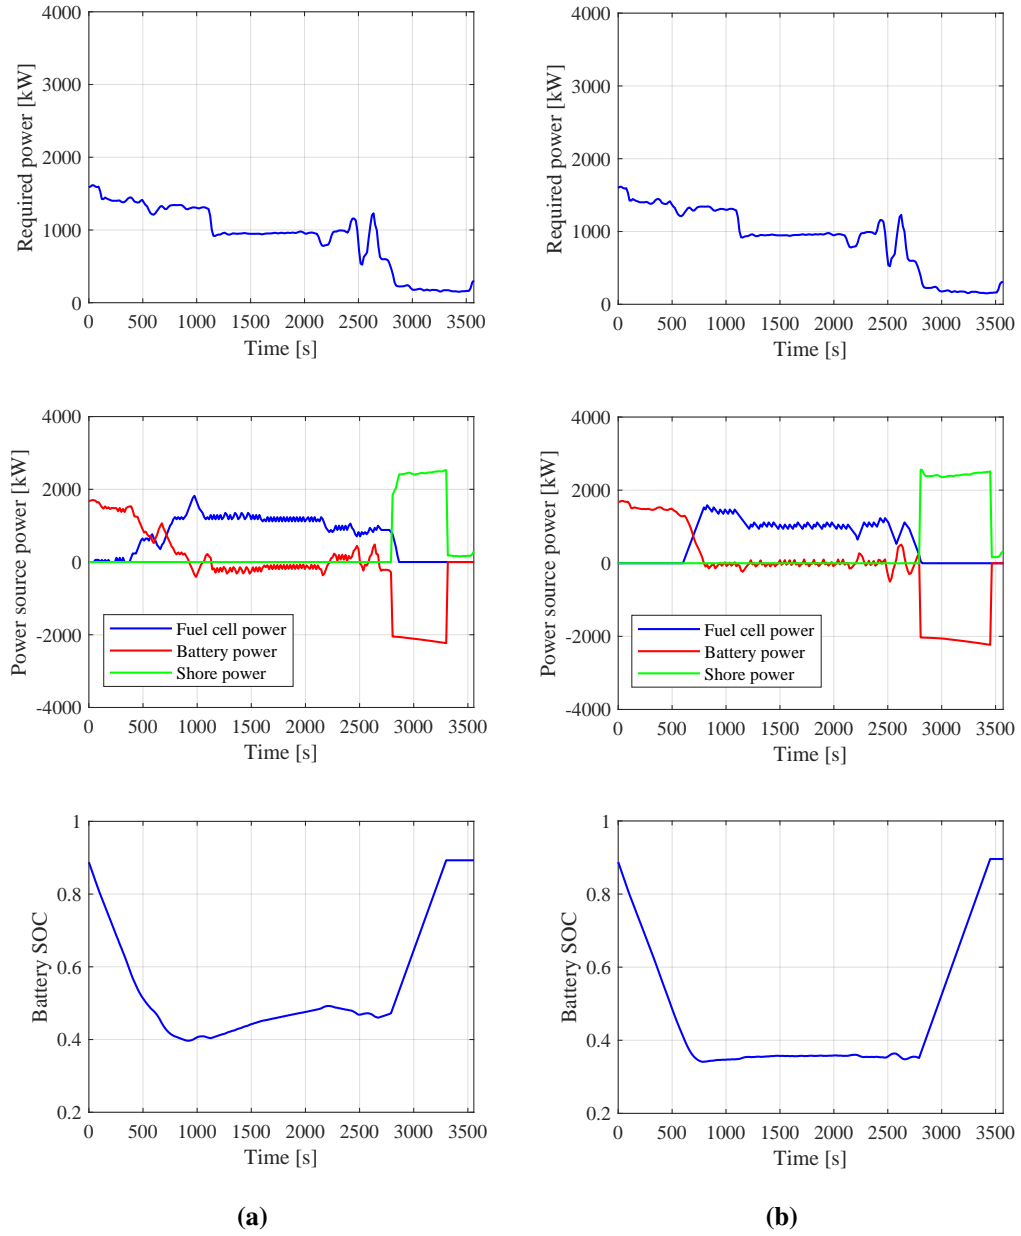 4000
3000
2000
1000
0
Required power [kW]
0 500 1000 1500 2000 2500 3000 3500
Time [s]
4000
3000
2000
1000
0
Required power [kW]
0 500 1000 1500 2000 2500 3000 3500
Time [s]
4000
2000
0
-2000
-4000
Power source power [kW]
Fuel cell power
Battery power
Shore power
0 500 1000 1500 2000 2500 3000 3500
Time [s]
4000
2000
0
-2000
-4000
Power source power [kW]
Fuel cell power
Battery power
Shore power
0 500 1000 1500 2000 2500 3000 3500
Time [s]
1
0.8
0.6
0.4
0.2
Battery SOC
0 500 1000 1500 2000 2500 3000 3500
Time [s]
1
0.8
0.6
0.4
0.2
Battery SOC
0 500 1000 1500 2000 2500 3000 3500
Time [s]
(a)
(b)